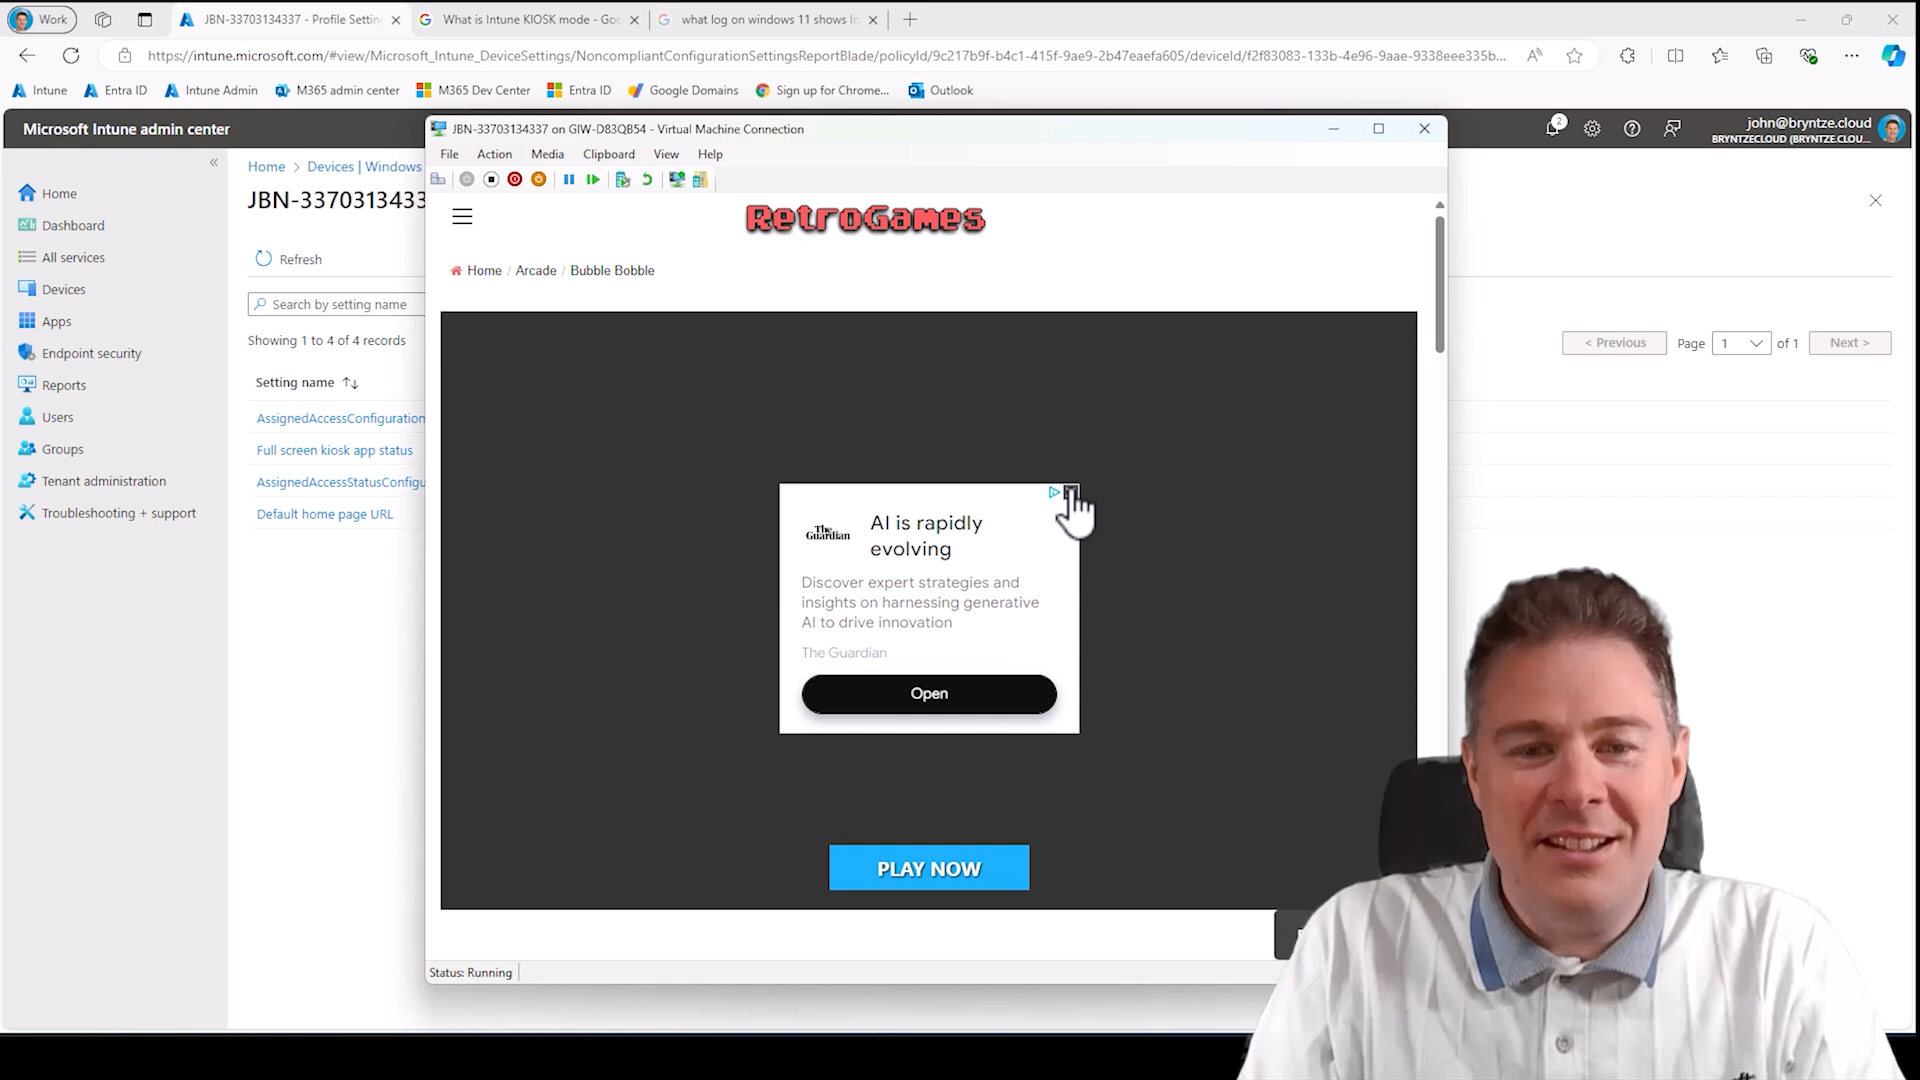 Work
JBN-33703134337 - Profile Settin
What is Intune KIOSK mode - Goo
what log on windows 11 shows In
https://intune.microsoft.com/#view/Microsoft_Intune_DeviceSettings/NoncompliantConfigurationSettingsReportBlade/policyId/9c217b9f-b4c1-415f-9ae9-2b47eaefa605/deviceId/f2f83083-133b-4e96-9aae-9338eee335b...
Intune
Entra ID
Intune Admin
M365 admin center
M365 Dev Center
Entra ID
Google Domains
Sign up for Chrome...
Outlook
Microsoft Intune admin center
2
john@bryntze.cloud
BRYNTZECLOUD (BRYNTZE.CLOU...
Home
Dashboard
All services
Devices
Apps
Endpoint security
Reports
Users
Groups
Tenant administration
Troubleshooting + support
Home > Devices | Windows
JBN-3370313433
Refresh
Search by setting name
Showing 1 to 4 of 4 records
Setting name
AssignedAccessConfiguration
Full screen kiosk app status
AssignedAccessStatusConfigu
Default home page URL
< Previous
Page 1 of 1
Next >
JBN-33703134337 on GIW-D83QB54 - Virtual Machine Connection
File Action Media Clipboard View Help
RetroGames
Home / Arcade / Bubble Bobble
The Guardian
AI is rapidly
evolving
Discover expert strategies and
insights on harnessing generative
AI to drive innovation
The Guardian
Open
PLAY NOW
Status: Running